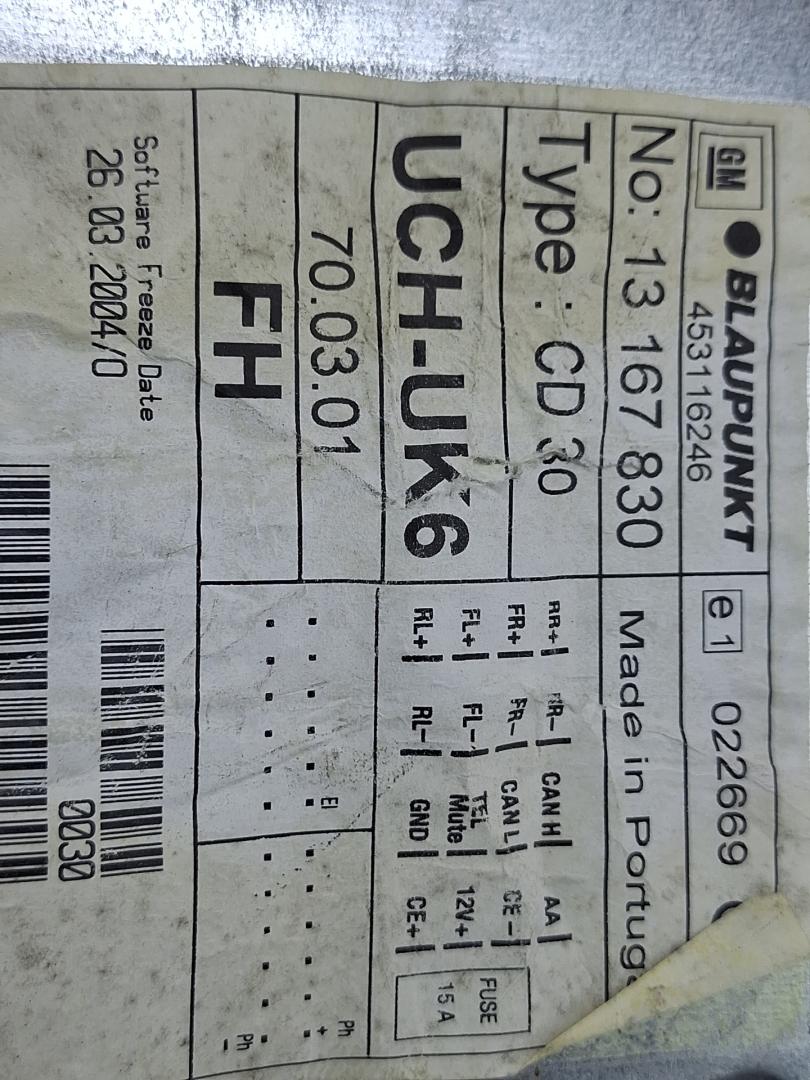 GM
BLAUPUNKT
453116246
e1 022669
No: 13 167 830
Made in
Type : CD 30
UCH-UK6
70.03.01
FH
RR+ RR- CAN H AA
FR+ FR- CAN L CE-
FL+ FL- TEL Mute 12V+
RL+ RL- GND CE+
FUSE
15 A
El
Ph
+
Ph
-
Software Freeze Date
26.03.2004/0
0030